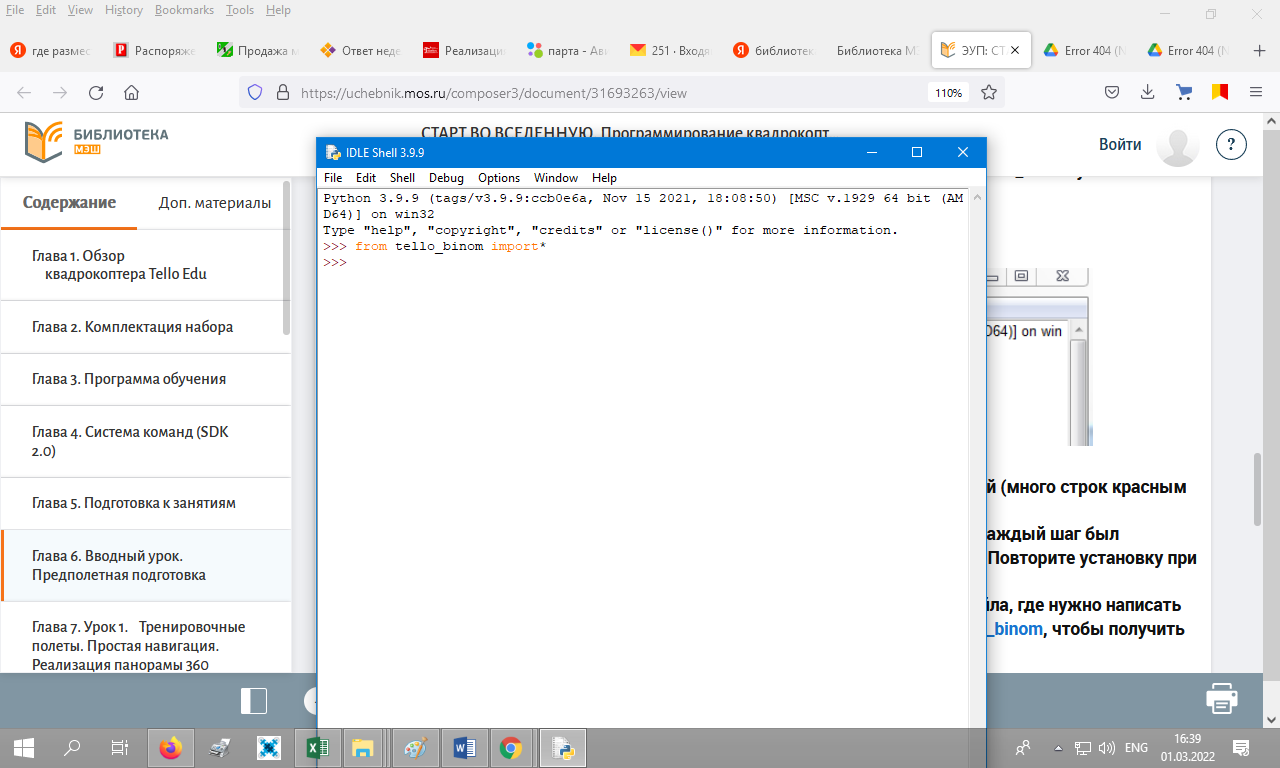 File Edit View History Bookmarks Tools Help
где размес
Распоряже
Продажа м
Ответ неде
Реализаци
парта - Ави
251 · Входя
библиотек
Библиотека МЭ
ЭУП: СТ
Error 404 (N
Error 404 (N
https://uchebnik.mos.ru/composer3/document/31693263/view
110%
БИБЛИОТЕКА
МЭШ
СТАРТ ВО ВСЕЛЕННУЮ. Программирование квадрокопт
Войти
?
Содержание
Доп. материалы
Глава 1. Обзор
квадрокоптера Tello Edu
Глава 2. Комплектация набора
Глава 3. Программа обучения
Глава 4. Система команд (SDK
2.0)
Глава 5. Подготовка к занятиям
Глава 6. Вводный урок.
Предполетная подготовка
Глава 7. Урок 1. Тренировочные
полеты. Простая навигация.
Реализация панорамы 360
IDLE Shell 3.9.9
File Edit Shell Debug Options Window Help
Python 3.9.9 (tags/v3.9.9:ccb0e6a, Nov 15 2021, 18:08:50) [MSC v.1929 64 bit (AM
D64)] on win32
Type "help", "copyright", "credits" or "license()" for more information.
>>> from tello_binom import*
>>>
D64)] on win
й (много строк красным
аждый шаг был
Повторите установку при
йла, где нужно написать
_binom, чтобы получить
ENG
16:39
01.03.2022